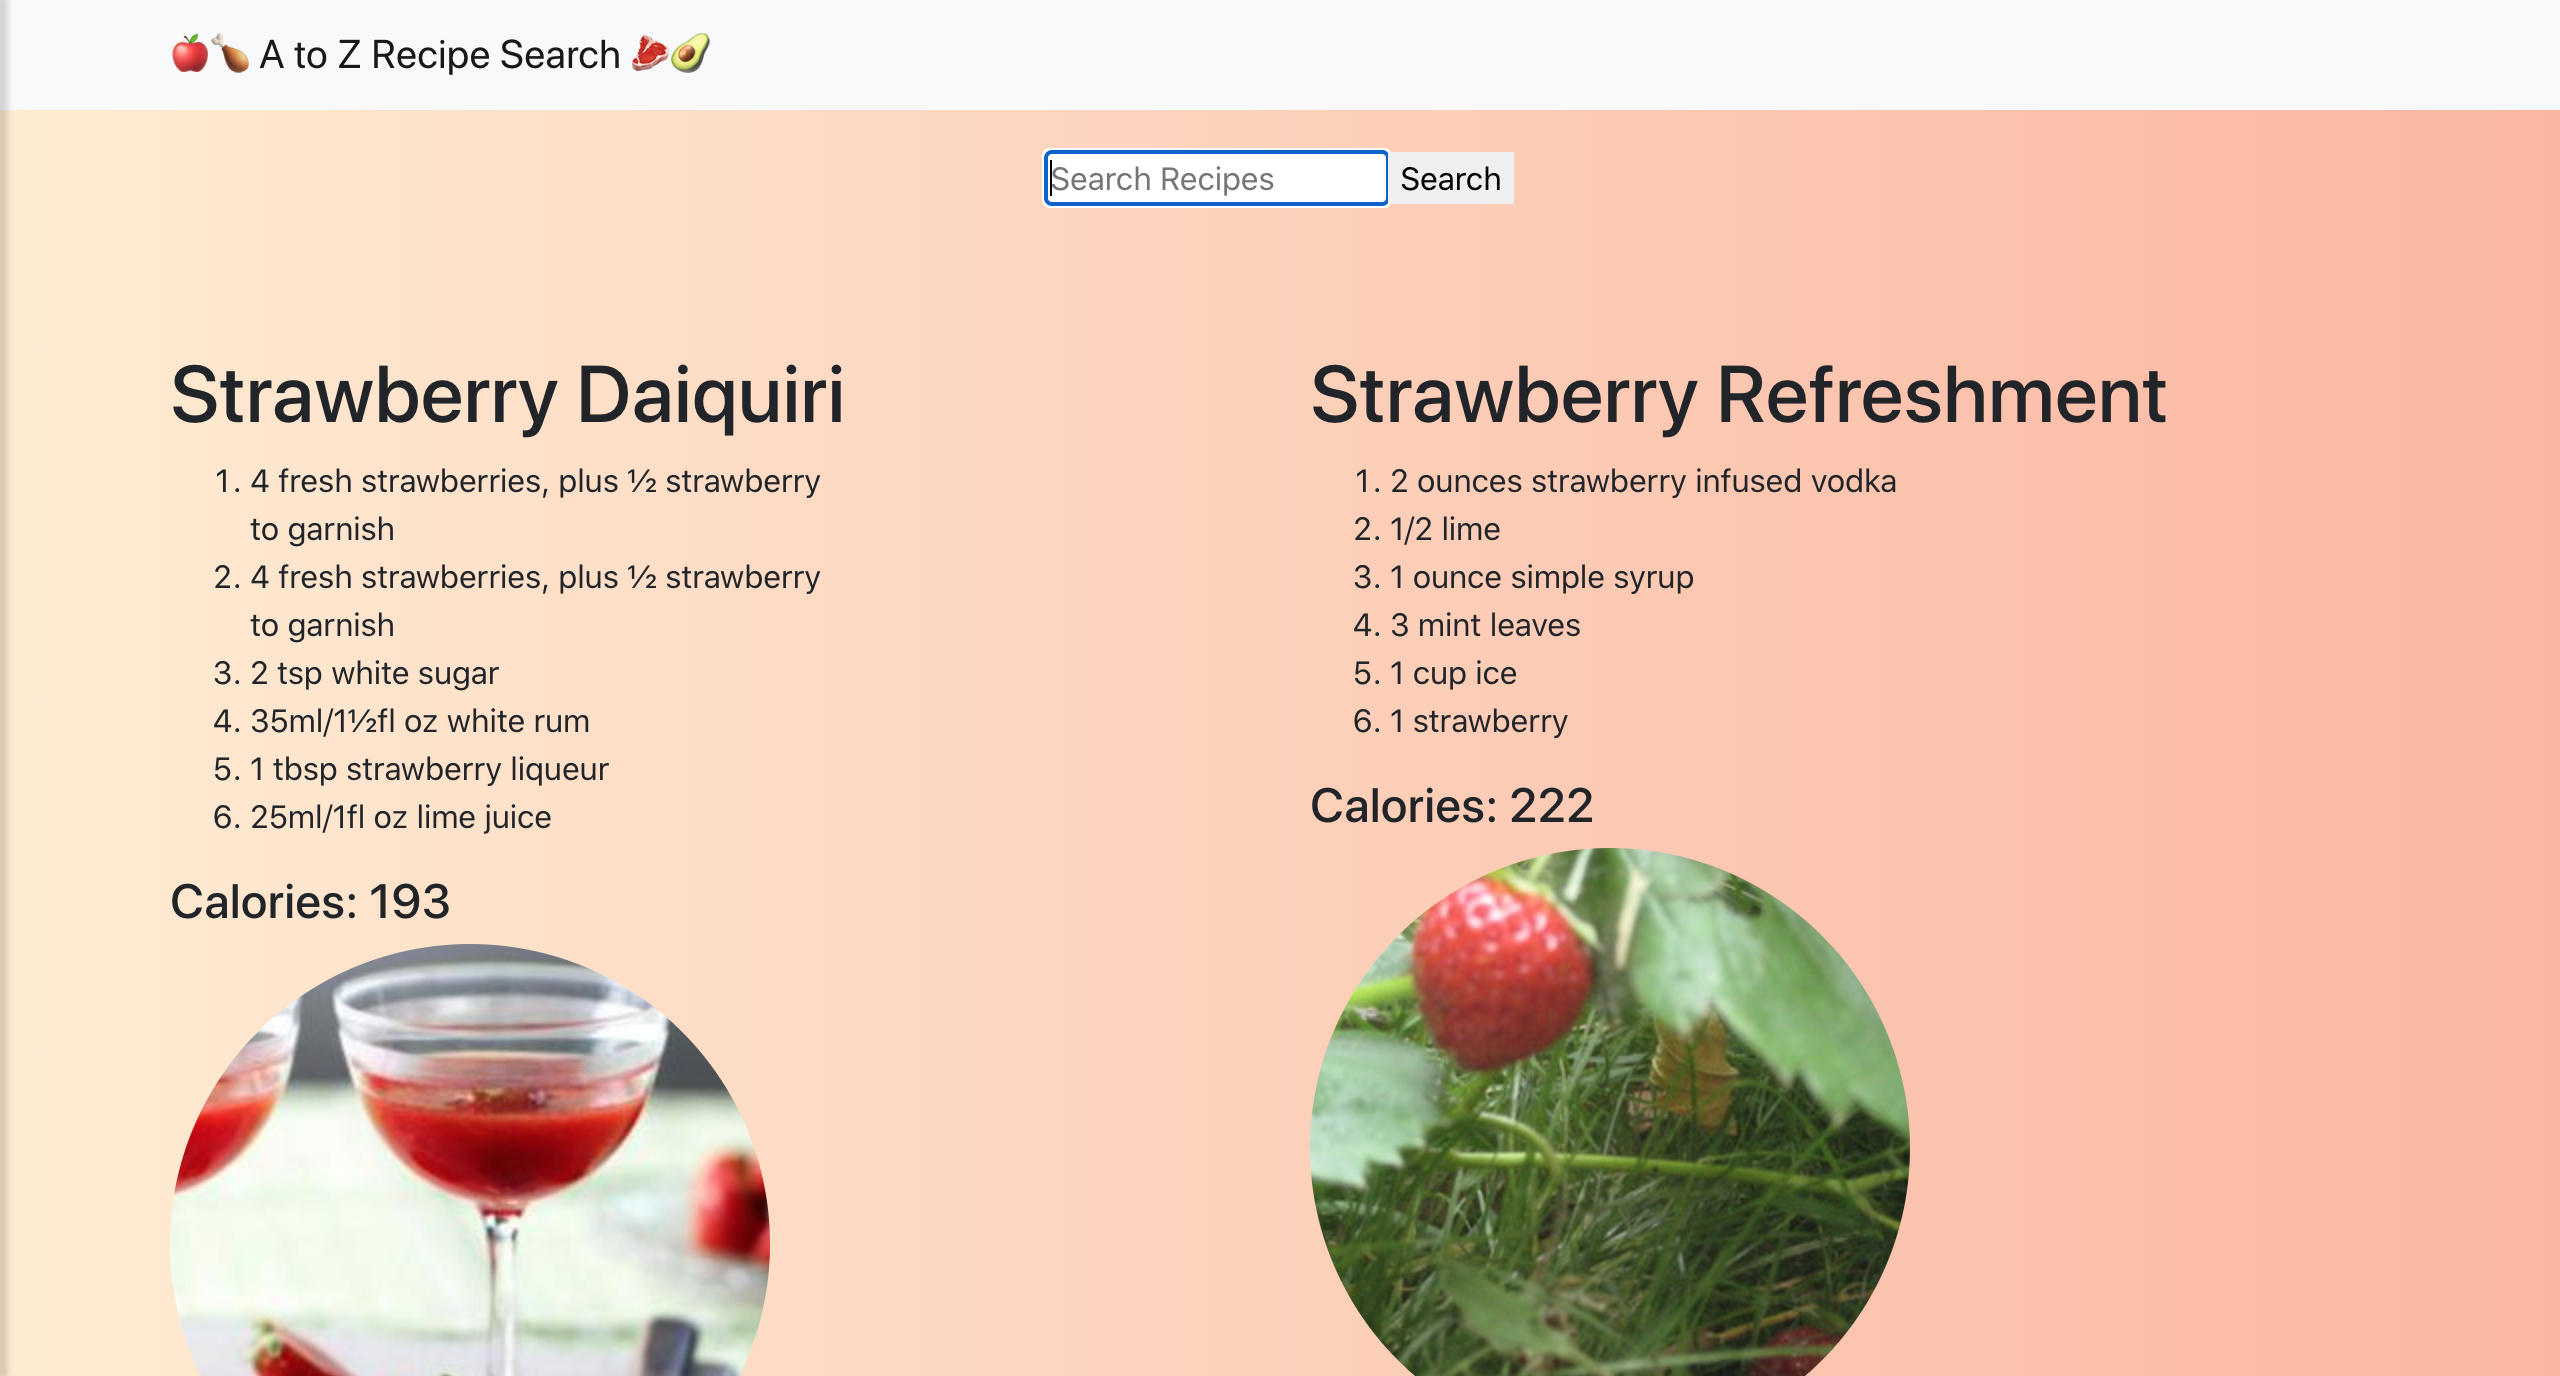 🍎🍗 A to Z Recipe Search 🥩🥑
Search Recipes Search
Strawberry Daiquiri
1. 4 fresh strawberries, plus ½ strawberry
to garnish
2. 4 fresh strawberries, plus ½ strawberry
to garnish
3. 2 tsp white sugar
4. 35ml/1½fl oz white rum
5. 1 tbsp strawberry liqueur
6. 25ml/1fl oz lime juice
Calories: 193
Strawberry Refreshment
1. 2 ounces strawberry infused vodka
2. 1/2 lime
3. 1 ounce simple syrup
4. 3 mint leaves
5. 1 cup ice
6. 1 strawberry
Calories: 222